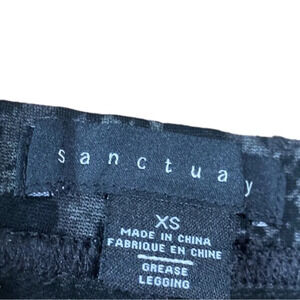 sanctuary
XS
MADE IN CHINA
FABRIQUE EN CHINE
GREASE
LEGGING